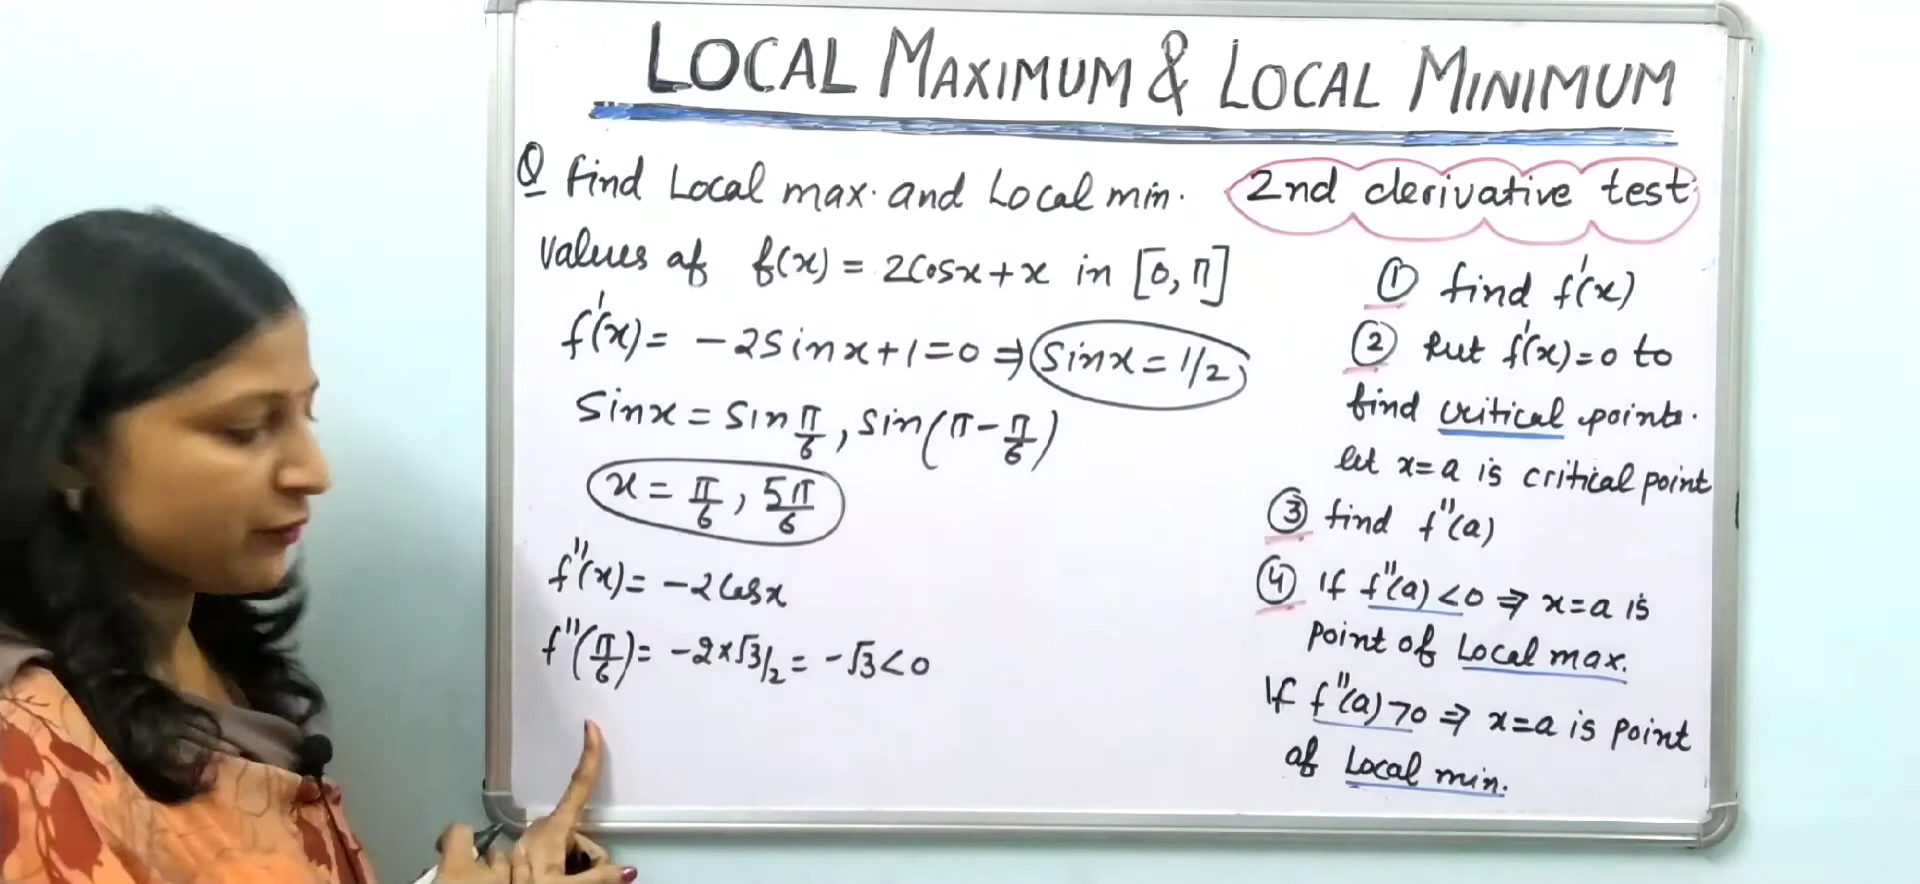 LOCAL MAXIMUM & LOCAL MINIMUM
Q find Local max. and Local min.
values of f(x) = 2cosx + x in [0, π]
f'(x) = -2sinx + 1 = 0 ⇒ sinx = 1/2
sinx = sin π/6, sin(π - π/6)
x = π/6, 5π/6
f''(x) = -2cosx
f''(π/6) = -2×√3/2 = -√3 < 0
2nd derivative test
① find f'(x)
② Put f'(x)=0 to
find critical points.
let x=a is critical point
③ find f''(a)
④ If f''(a)<0 ⇒ x=a is
point of Local max.
If f''(a)>0 ⇒ x=a is point
of Local min.